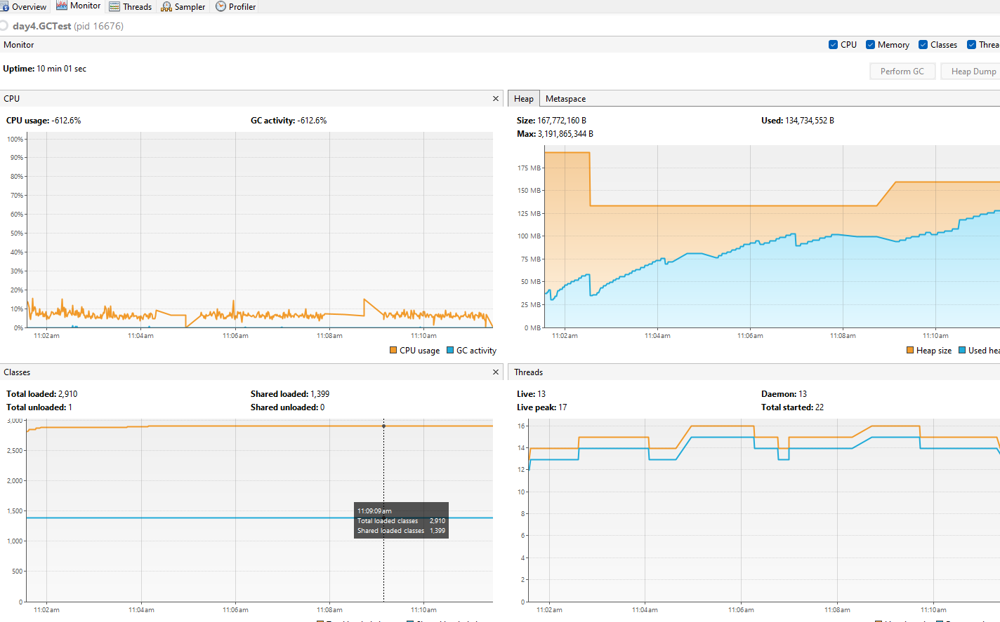 Overview Monitor Threads Sampler Profiler
day4.GCTest (pid 16676)
Monitor
CPU Memory Classes Threa
Uptime: 10 min 01 sec
Perform GC Heap Dump
CPU
CPU usage: -612.6% GC activity: -612.6%
100%
90%
80%
70%
60%
50%
40%
30%
20%
10%
0%
11:02am 11:04am 11:06am 11:08am 11:10am
CPU usage GC activity
Heap Metaspace
Size: 167,772,160 B Used: 134,734,552 B
Max: 3,191,865,344 B
175 MB
150 MB
125 MB
100 MB
75 MB
50 MB
25 MB
0 MB
11:02am 11:04am 11:06am 11:08am 11:10am
Heap size Used hea
Classes
Total loaded: 2,910 Shared loaded: 1,399
Total unloaded: 1 Shared unloaded: 0
3,000
2,500
2,000
1,500
1,000
500
0
11:09:09am
Total loaded classes 2,910
Shared loaded classes 1,399
11:02am 11:04am 11:06am 11:08am 11:10am
Threads
Live: 13 Daemon: 13
Live peak: 17 Total started: 22
16
14
12
10
8
6
4
2
0
11:02am 11:04am 11:06am 11:08am 11:10am